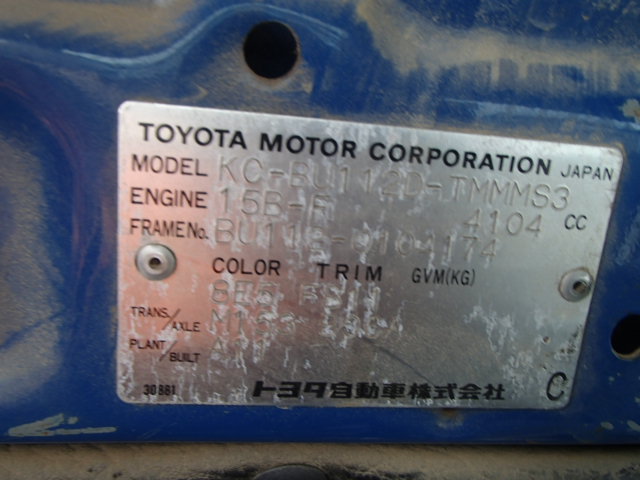 TOYOTA MOTOR CORPORATION JAPAN
MODEL KC-BU112D-TMMMS3
ENGINE 15B-F 4104 CC
FRAME No.
COLOR TRIM GVM(KG)
TRANS/AXLE
PLANT/BUILT
30881 トヨタ自動車株式会社 C